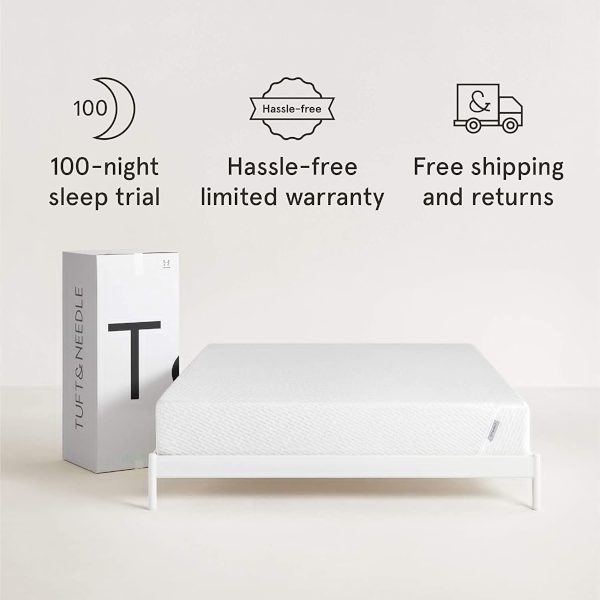 100
Hassle-free
&
100-night
sleep trial
Hassle-free
limited warranty
Free shipping
and returns
TUFT & NEEDLE
T